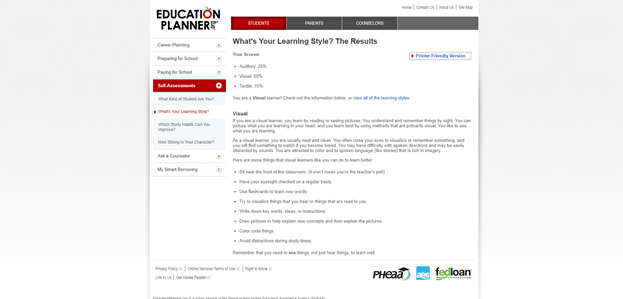 Home | Contact Us | About Us | Site Map
EDUCATION
PLANNER.org
STUDENTS PARENTS COUNSELORS
Career Planning
Preparing for School
Paying for School
Self-Assessments
What Kind of Student Are You?
What's Your Learning Style?
Which Study Habits Can You
Improve?
How Strong Is Your Character?
Ask a Counselor
My Smart Borrowing
What's Your Learning Style? The Results
Printer Friendly Version
Your Scores:
Auditory: 25%
Visual: 60%
Tactile: 15%
You are a Visual learner! Check out the information below, or view all of the learning styles.
Visual
If you are a visual learner, you learn by reading or seeing pictures. You understand and remember things by sight. You can
picture what you are learning in your head, and you learn best by using methods that are primarily visual. You like to see
what you are learning.
As a visual learner, you are usually neat and clean. You often close your eyes to visualize or remember something, and
you will find something to watch if you become bored. You may have difficulty with spoken directions and may be easily
distracted by sounds. You are attracted to color and to spoken language (like stories) that is rich in imagery.
Here are some things that visual learners like you can do to learn better:
Sit near the front of the classroom. (It won't mean you're the teacher's pet!)
Have your eyesight checked on a regular basis.
Use flashcards to learn new words.
Try to visualize things that you hear or things that are read to you.
Write down key words, ideas, or instructions.
Draw pictures to help explain new concepts and then explain the pictures.
Color code things.
Avoid distractions during study times.
Remember that you need to see things, not just hear things, to learn well.
Privacy Policy | Online Services Terms of Use | Right to Know
Link to Us | Get Adobe Reader
PHEAA aes fedloan